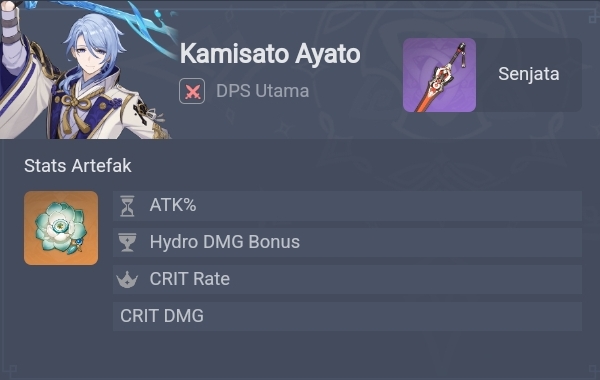 Kamisato Ayato
DPS Utama
Senjata
Stats Artefak
ATK%
Hydro DMG Bonus
CRIT Rate
CRIT DMG